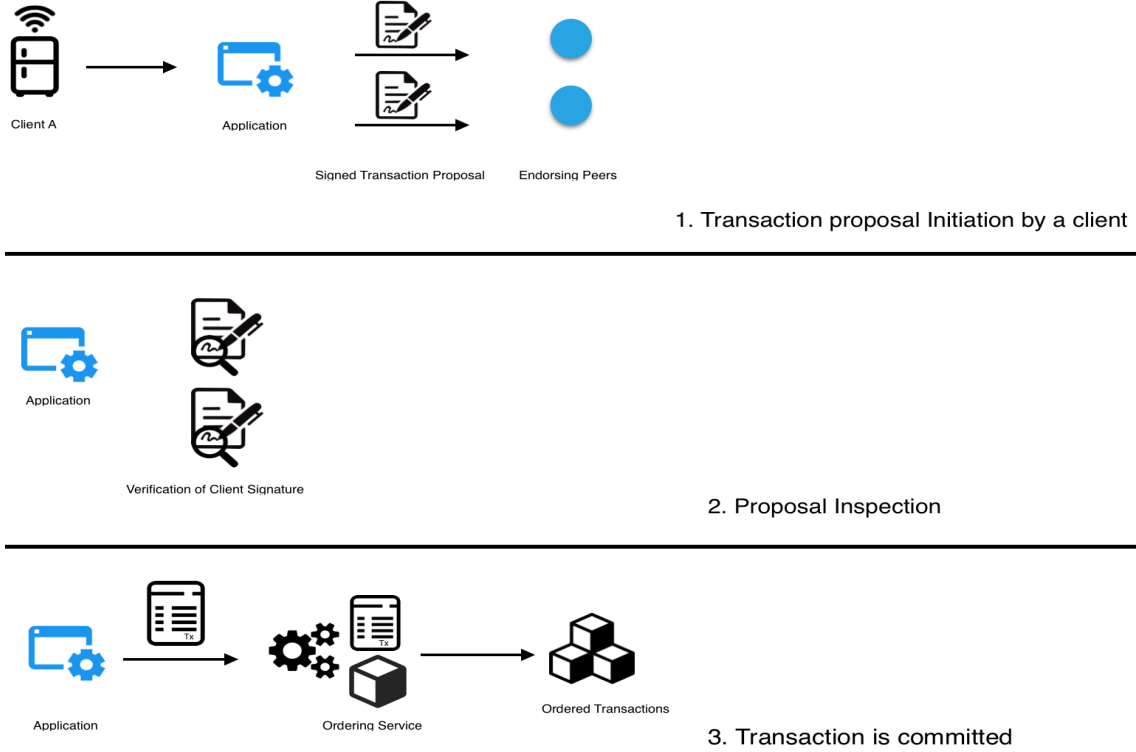 Client A
Application
Signed Transaction Proposal
Endorsing Peers
1. Transaction proposal Initiation by a client
Application
Verification of Client Signature
2. Proposal Inspection
Tx
Tx
Application
Ordering Service
Ordered Transactions
3. Transaction is committed